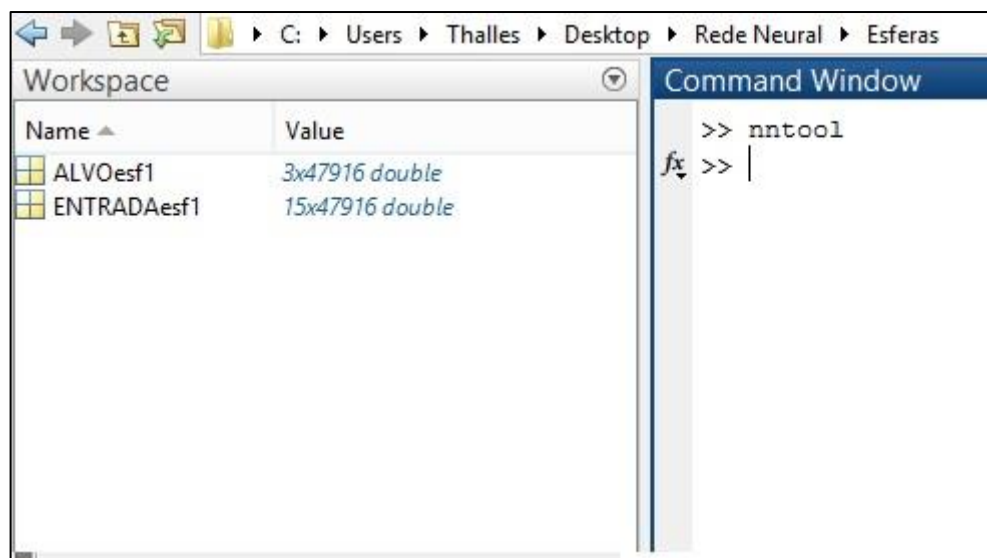 C: Users Thalles Desktop Rede Neural Esferas
Workspace
Name Value
ALVOesf1 3x47916 double
ENTRADAesf1 15x47916 double
Command Window
>> nntool
fx >>